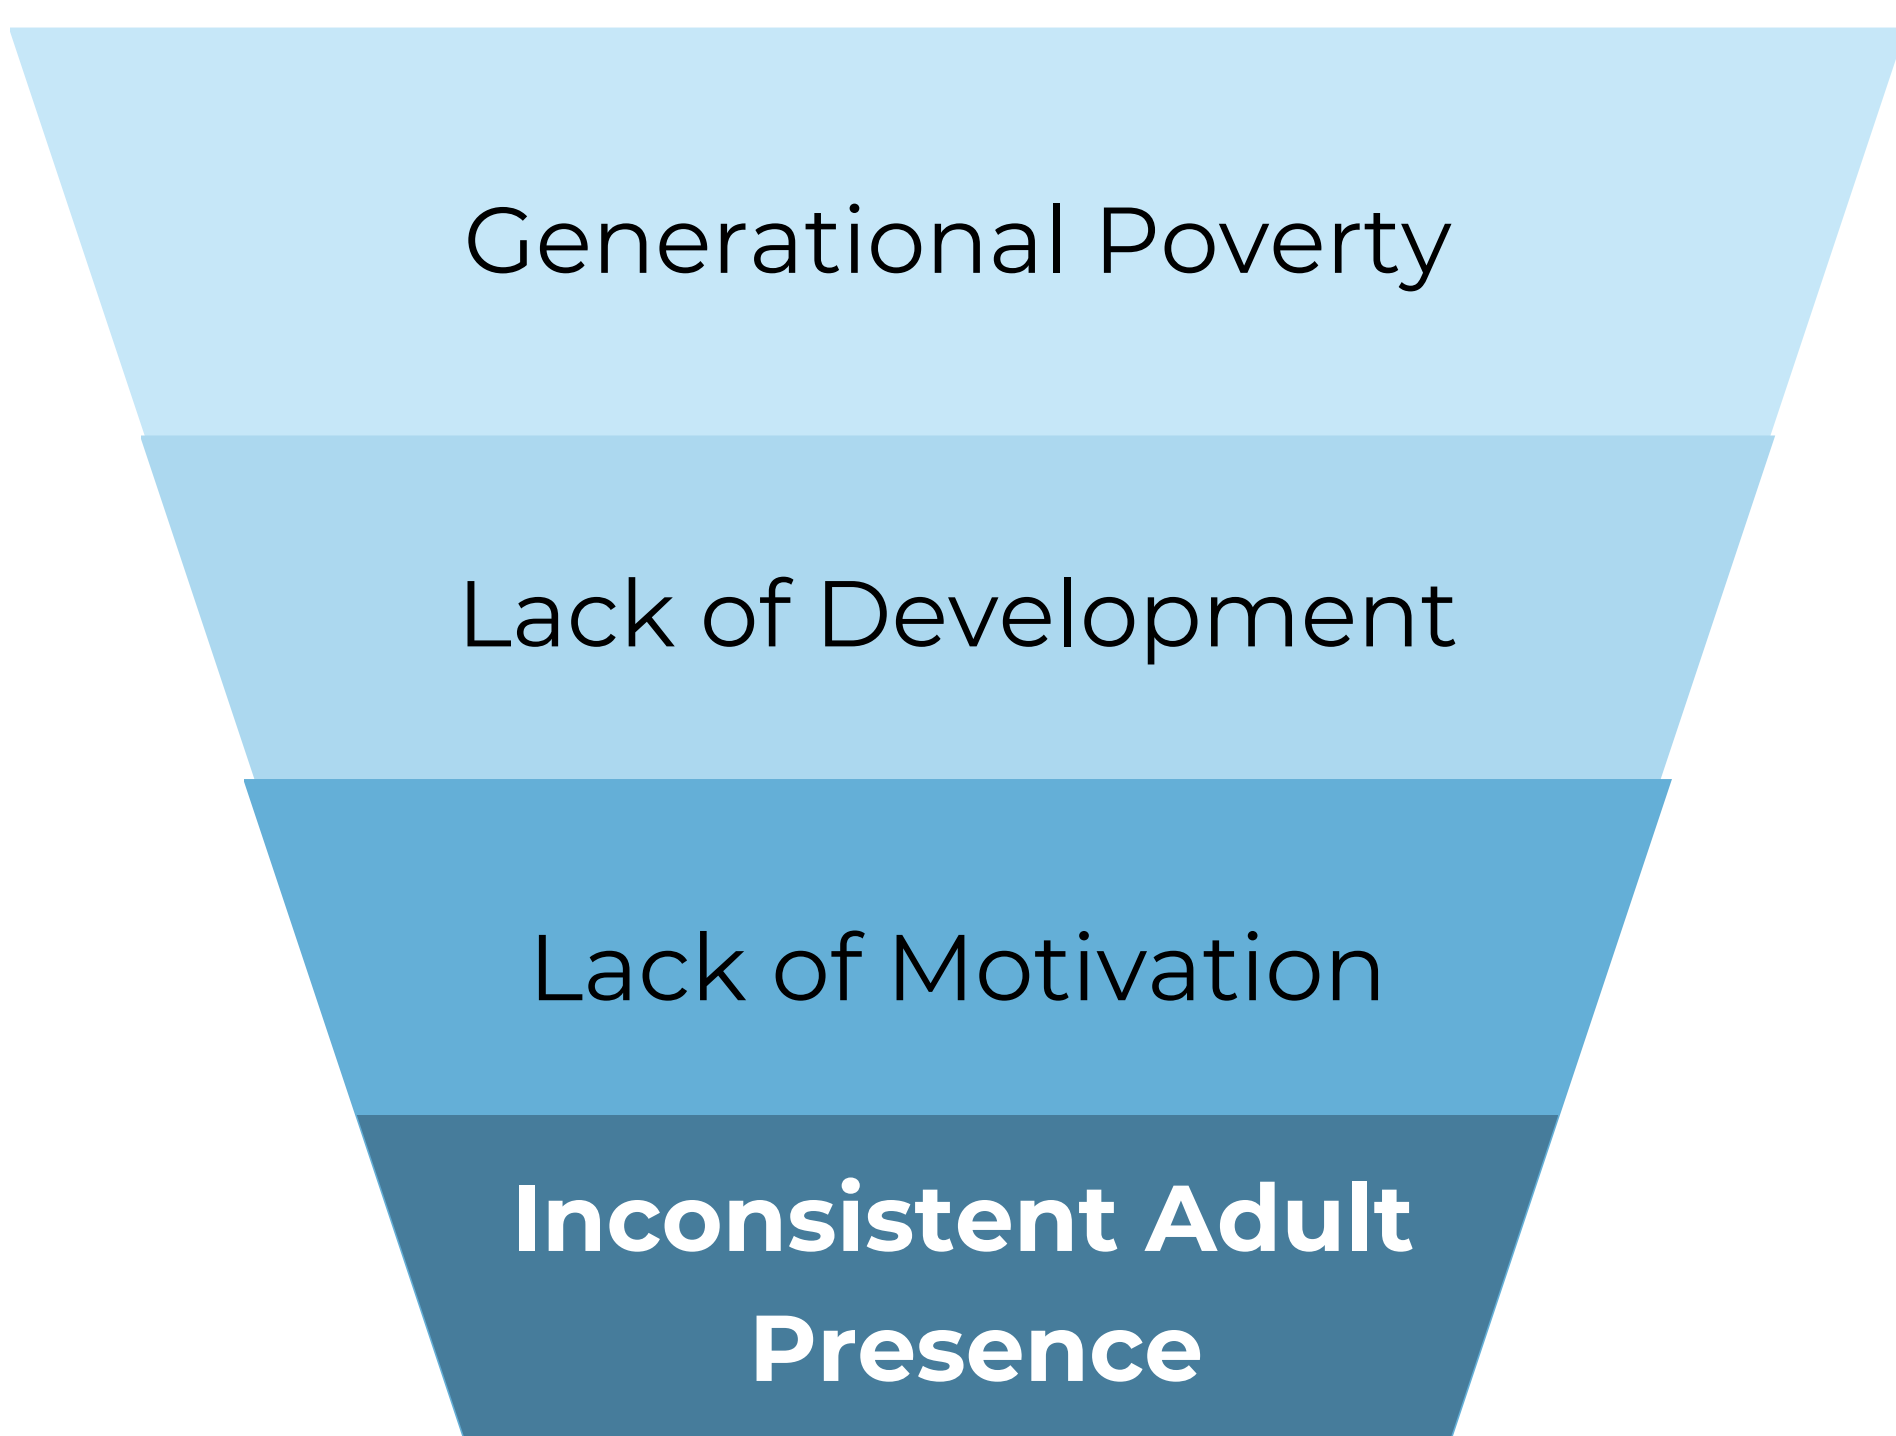 Generational Poverty
Lack of Development
Lack of Motivation
Inconsistent Adult
Presence